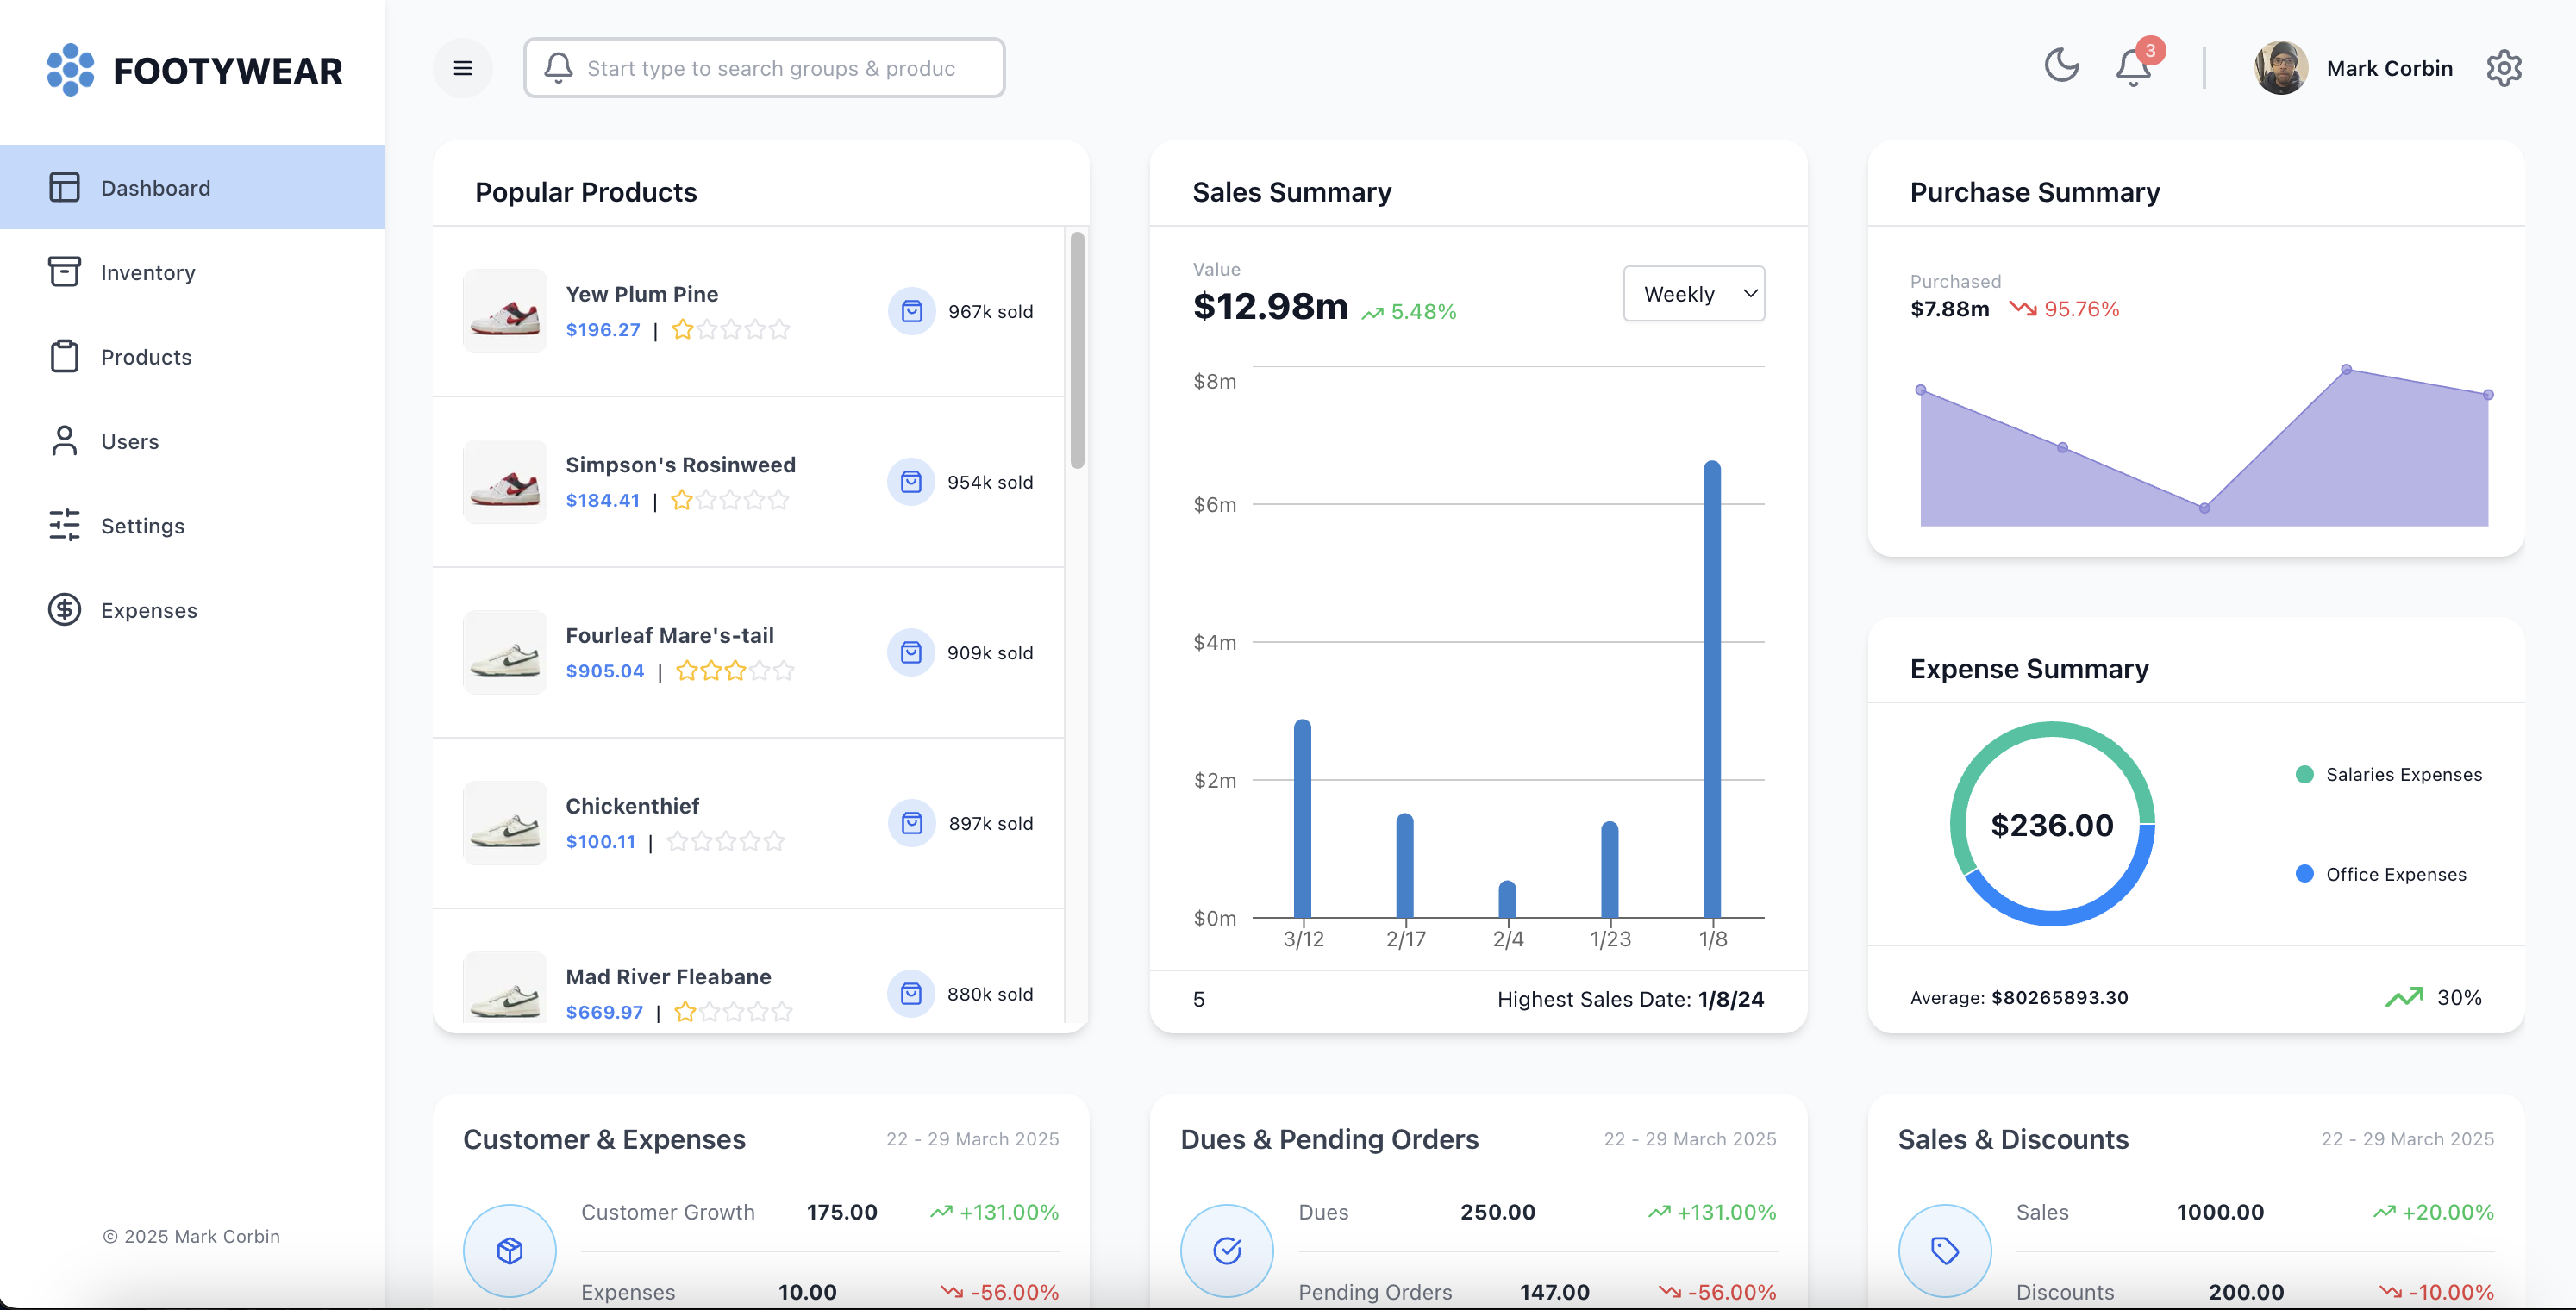 FOOTYWEAR
Start type to search groups & produc
3
Mark Corbin
Dashboard
Inventory
Products
Users
Settings
Expenses
© 2025 Mark Corbin
Popular Products
Yew Plum Pine
$196.27 |
967k sold
Simpson's Rosinweed
$184.41 |
954k sold
Fourleaf Mare's-tail
$905.04 |
909k sold
Chickenthief
$100.11 |
897k sold
Mad River Fleabane
$669.97 |
880k sold
Sales Summary
Value
$12.98m 5.48%
Weekly
$8m
$6m
$4m
$2m
$0m
3/12 2/17 2/4 1/23 1/8
5 Highest Sales Date: 1/8/24
Purchase Summary
Purchased
$7.88m 95.76%
Expense Summary
$236.00
Salaries Expenses
Office Expenses
Average: $80265893.30 30%
Customer & Expenses 22 - 29 March 2025
Customer Growth 175.00 +131.00%
Expenses 10.00 -56.00%
Dues & Pending Orders 22 - 29 March 2025
Dues 250.00 +131.00%
Pending Orders 147.00 -56.00%
Sales & Discounts 22 - 29 March 2025
Sales 1000.00 +20.00%
Discounts 200.00 -10.00%